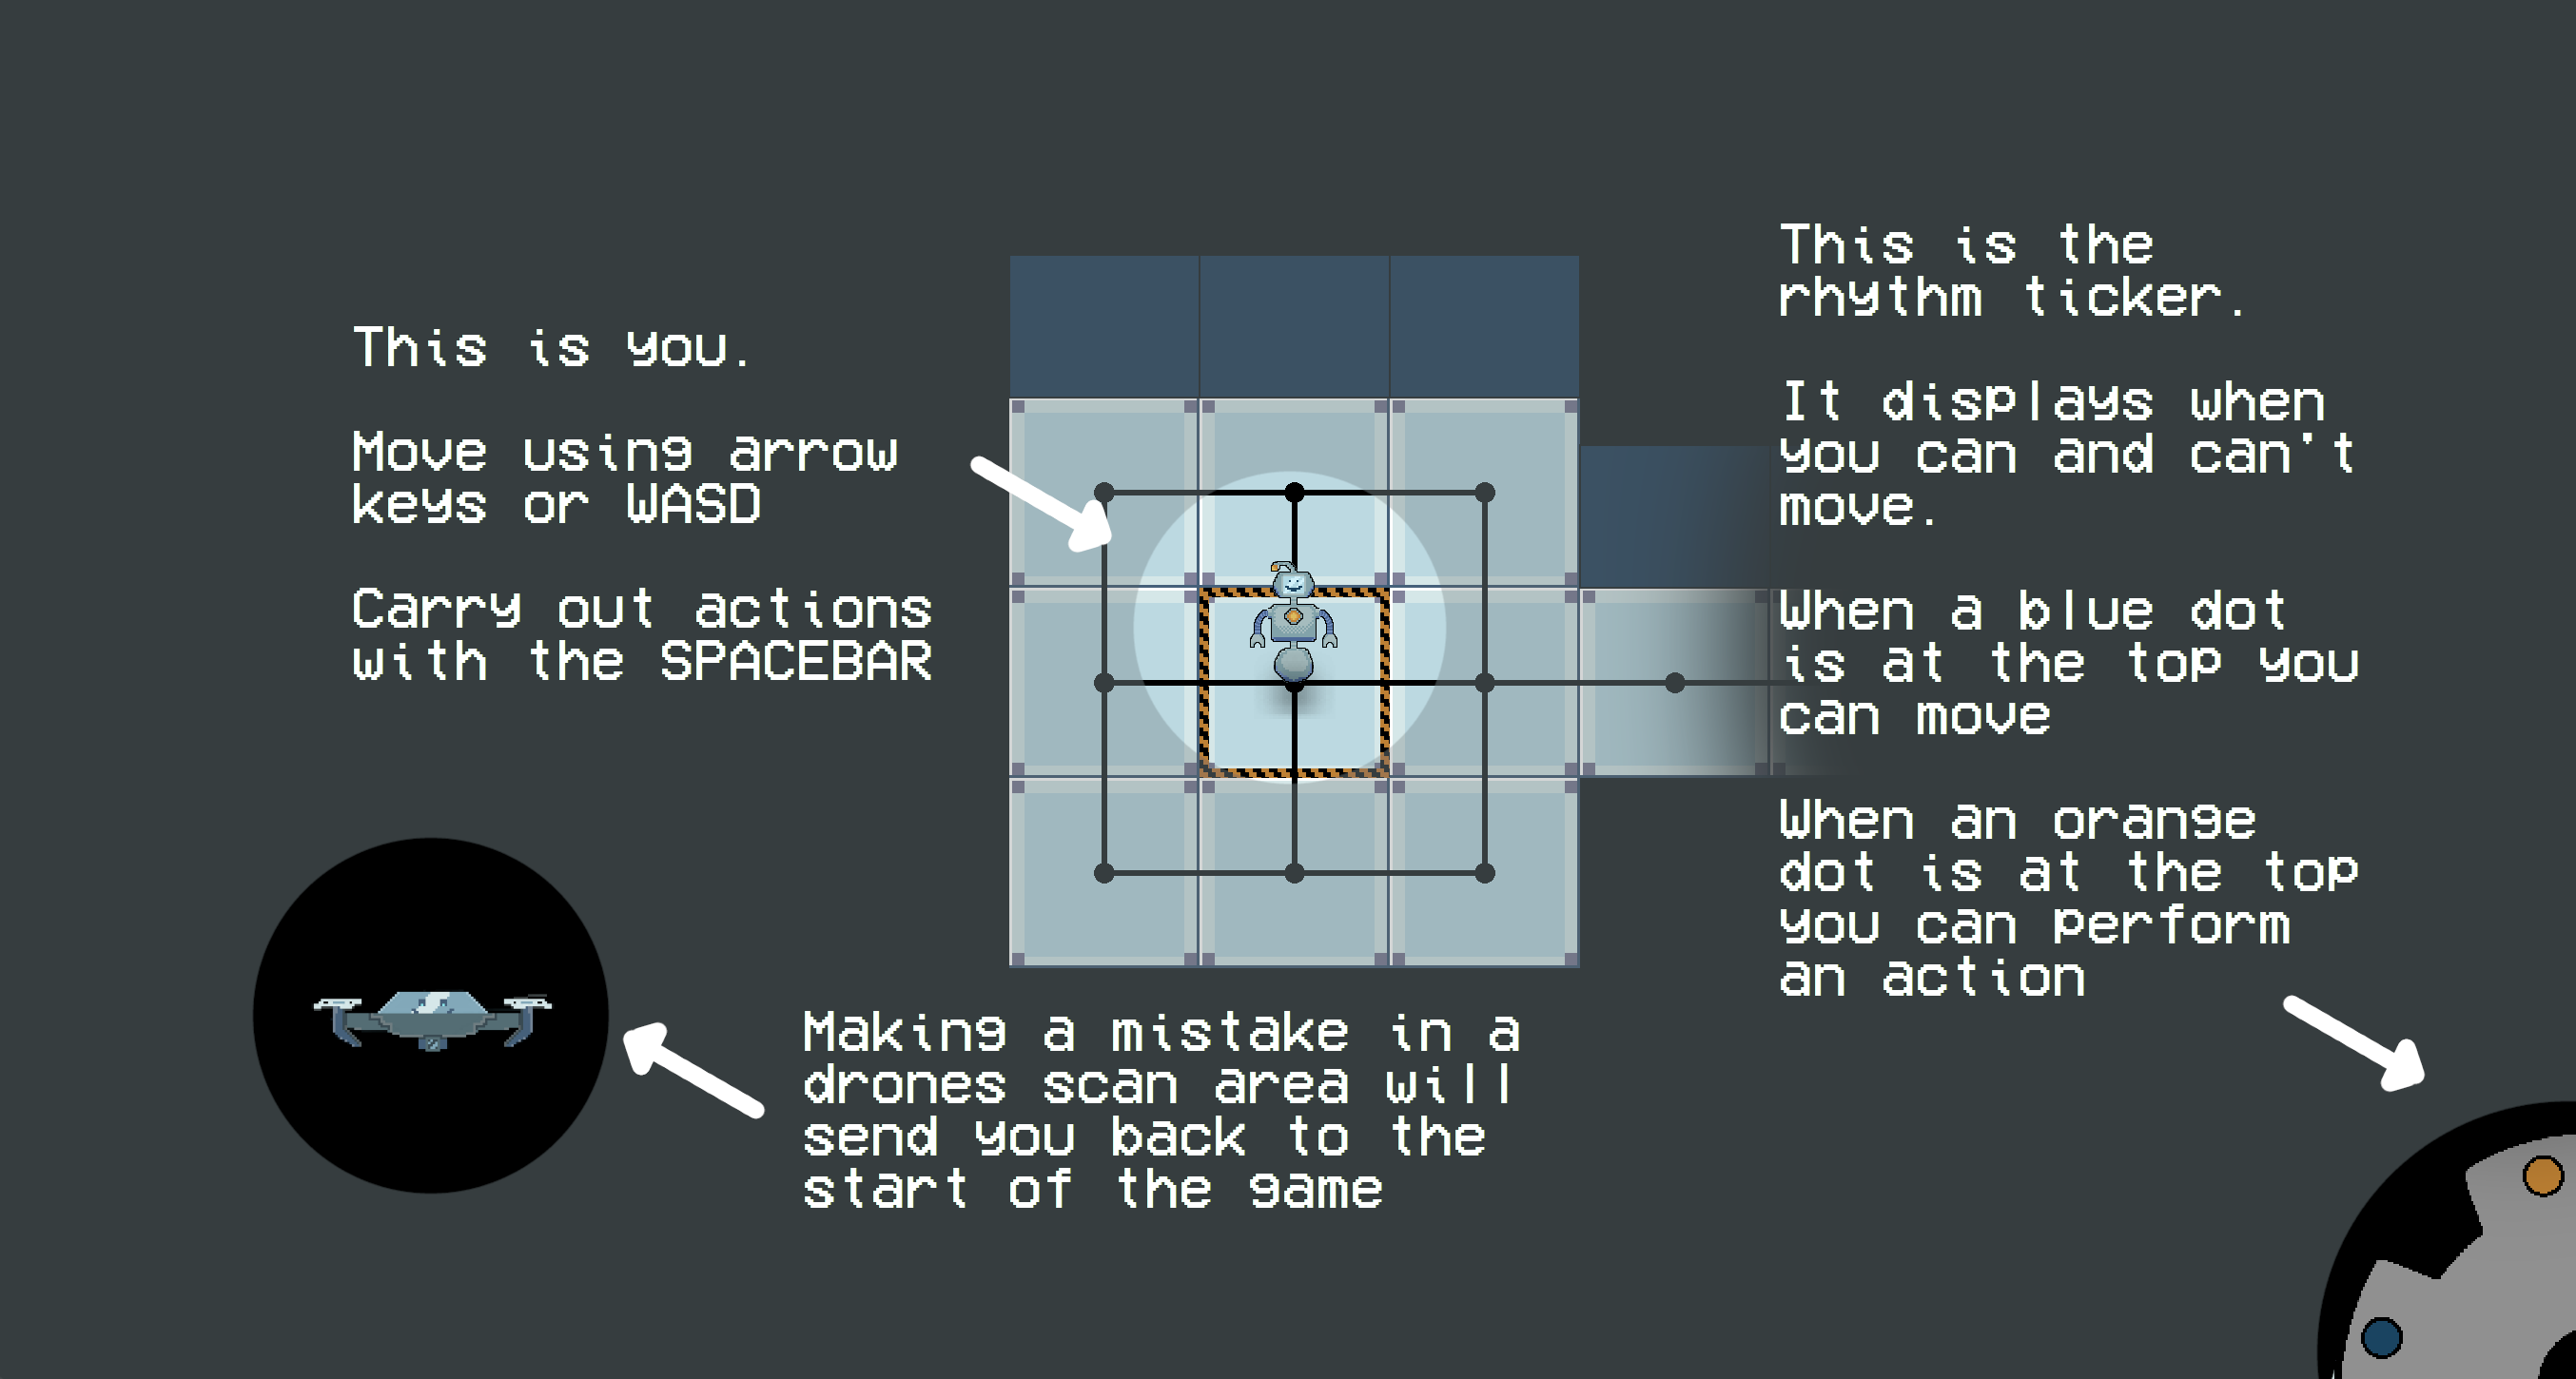 This is you.
Move using arrow
keys or WASD
Carry out actions
with the SPACEBAR
This is the
rhythm ticker.
It displays when
you can and can't
move.
When a blue dot
is at the top you
can move
When an orange
dot is at the top
you can perform
an action
Making a mistake in a
drones scan area will
send you back to the
start of the game